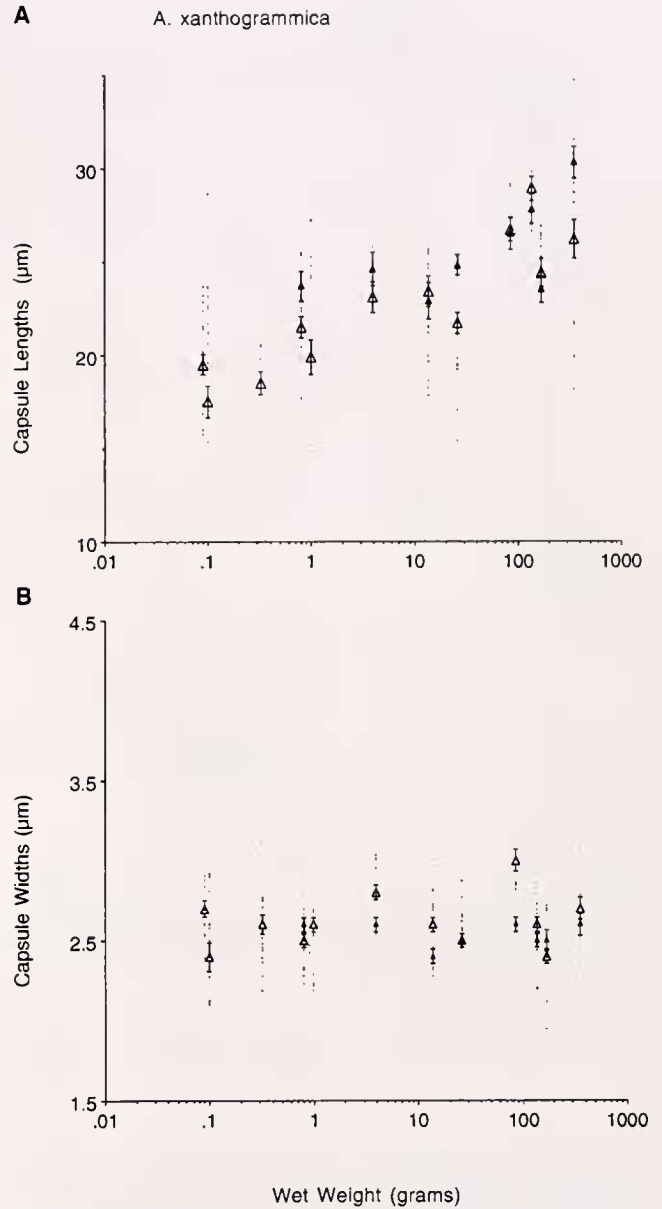 A
A. xanthogrammica
Capsule Lengths (µm)
30
20
10
.01 .1 1 10 100 1000
B
Capsule Widths (µm)
4.5
3.5
2.5
1.5
.01 .1 1 10 100 1000
Wet Weight (grams)